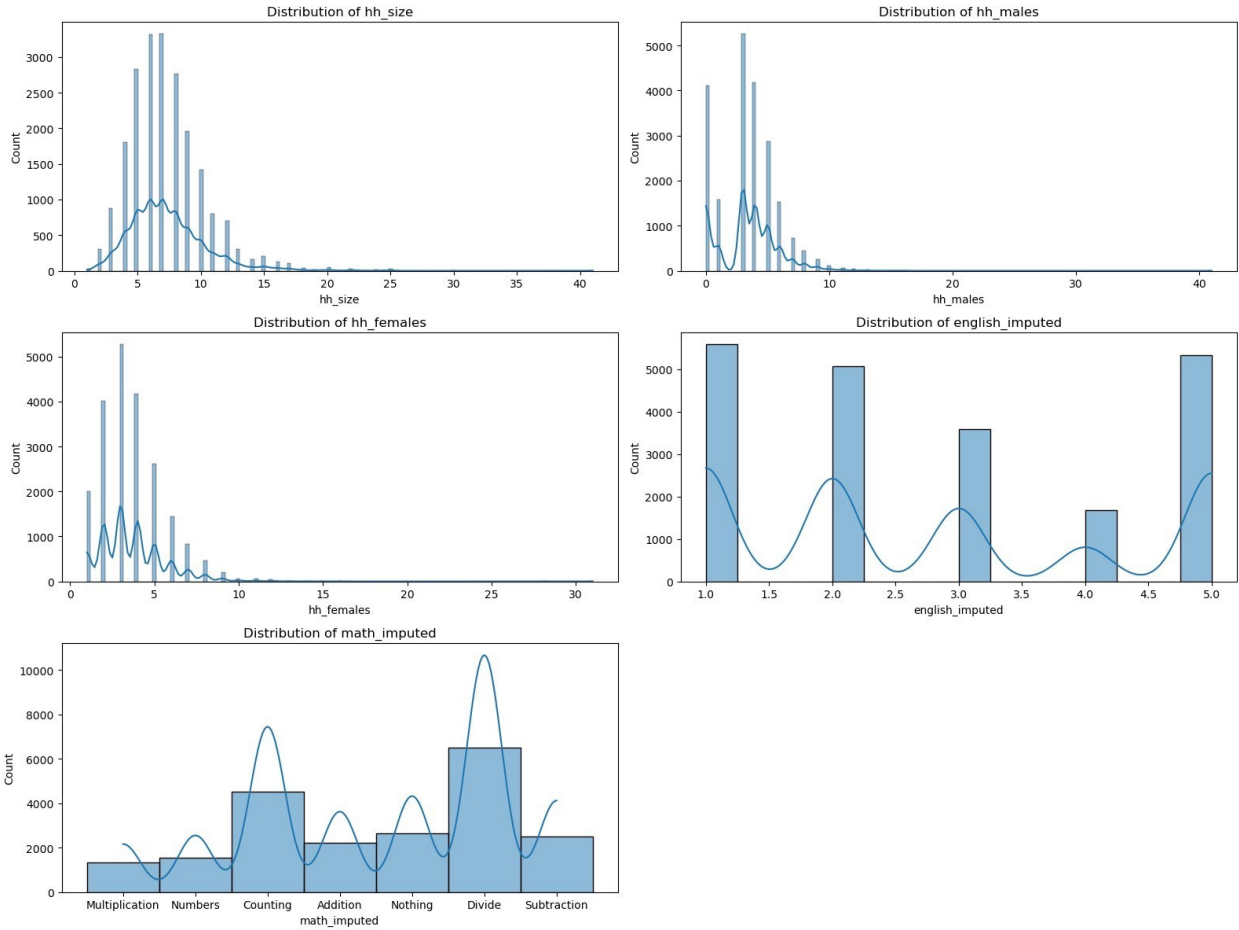 Distribution of hh_size
Count
3000
2500
2000
1500
1000
500
0
0 5 10 15 20 25 30 35 40
hh_size
Distribution of hh_males
Count
5000
4000
3000
2000
1000
0
0 10 20 30 40
hh_males
Distribution of hh_females
Count
5000
4000
3000
2000
1000
0
0 5 10 15 20 25 30
hh_females
Distribution of english_imputed
Count
5000
4000
3000
2000
1000
0
1.0 1.5 2.0 2.5 3.0 3.5 4.0 4.5 5.0
english_imputed
Distribution of math_imputed
Count
10000
8000
6000
4000
2000
0
Multiplication Numbers Counting Addition Nothing Divide Subtraction
math_imputed